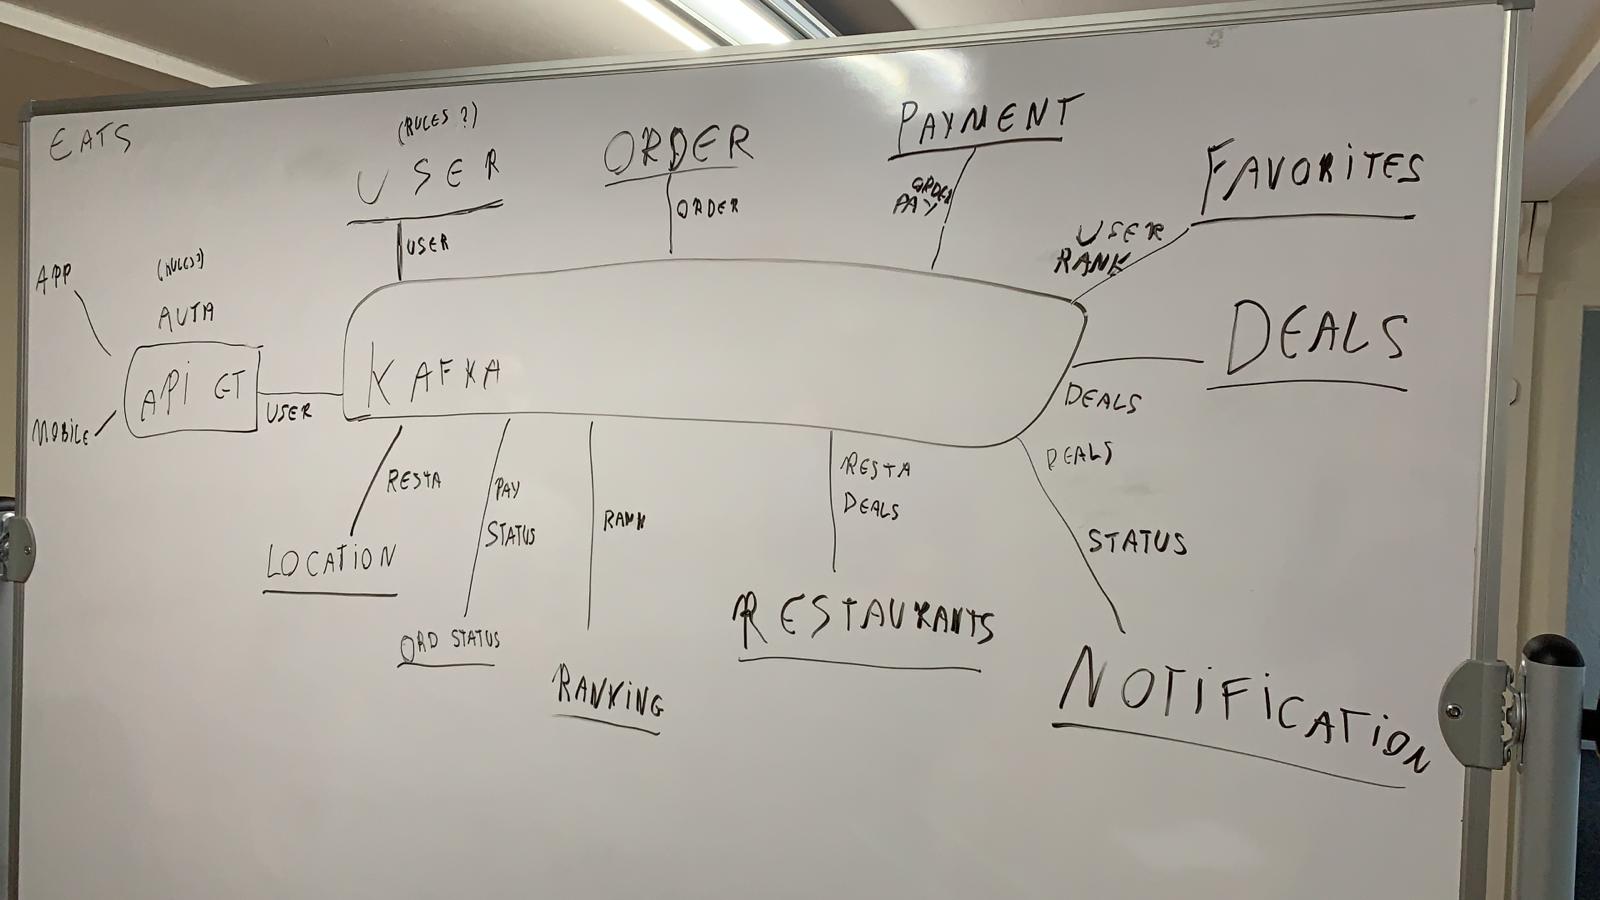 EATS
(RULES ?)
USER
USER
ORDER
ORDER
PAYMENT
ORDER
PAY
FAVORITES
USER
RANK
DEALS
DEALS
APP
MOBILE
(RULES?)
AUTH
API GT
USER
KAFKA
RESTA
LOCATION
PAY
STATUS
ORD STATUS
RANK
RANKING
RESTA
DEALS
RESTAURANTS
DEALS
STATUS
NOTIFICATION